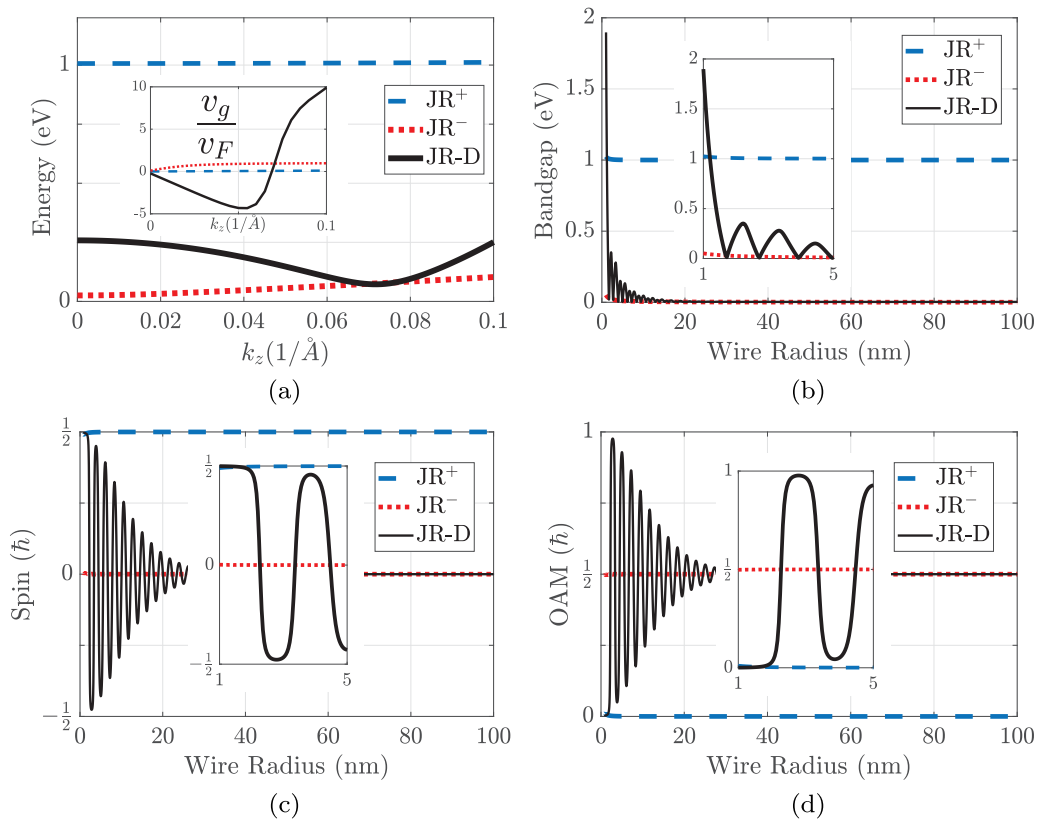 Energy (eV)
1
0
0
0.02
0.04
0.06
0.08
0.1
k_z(1/Å)
JR⁺
JR⁻
JR-D
v_g
v_F
10
5
0
-5
0
k_z(1/Å)
0.1
(a)
Bandgap (eV)
2
1.5
1
0.5
0
0
20
40
60
80
100
Wire Radius (nm)
JR⁺
JR⁻
JR-D
2
1.5
1
0.5
0
1
5
(b)
Spin (ħ)
1/2
0
-1/2
0
20
40
60
80
100
Wire Radius (nm)
JR⁺
JR⁻
JR-D
1/2
0
-1/2
1
5
(c)
OAM (ħ)
1
1/2
0
0
20
40
60
80
100
Wire Radius (nm)
JR⁺
JR⁻
JR-D
1
1/2
0
1
5
(d)